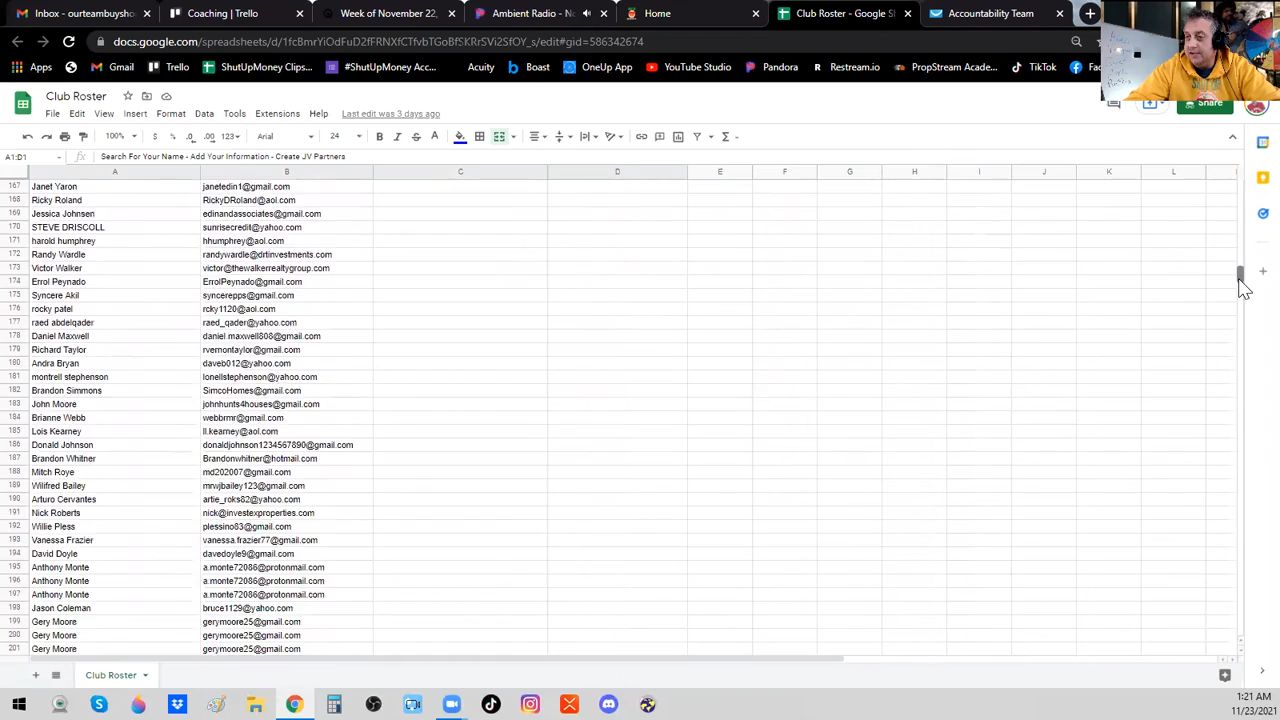 Inbox - ourtembuyshou
Coaching | Trello
Week of November 22,
Ambient Radio - Now
Home
Club Roster - Google Sh
Accountability Team
docs.google.com/spreadsheets/d/1fcBmrYiOdFuD2fFRNXfCTfvbTGoBfSKRrSVi2SfOY_s/edit#gid=586342674
Apps
Gmail
Trello
ShutUpMoney Clips...
#ShutUpMoney Acco...
Acuity
Boast
OneUp App
YouTube Studio
Pandora
Restream.io
PropStream Acade...
TikTok
Club Roster
File Edit View Insert Format Data Tools Extensions Help
Last edit was 3 days ago
Share
100% $ % .0 .00 123 Arial 24 B I S A
A1:D1 fx Search For Your Name - Add Your Information - Create JV Partners
A B C D E F G H I J K L
167 Janet Yaron janetedin1@gmail.com
168 Ricky Roland RickyDRoland@gmail.com
169 Jessica Johnsen edinandassociates@gmail.com
170 STEVE DRISCOLL sunrisecredit@yahoo.com
171 harold humphrey hhumphrey@aol.com
172 Randy Wardle randywardle@drtinvestments.com
173 Victor Walker victor@thewalkerrealtygroup.com
174 Errol Peynado ErrolPeynado@gmail.com
175 Syncere Akil syncerepps@gmail.com
176 rocky patel rcky1120@aol.com
177 raed abdelqader raed_qader@yahoo.com
178 Daniel Maxwell daniel.maxwell808@gmail.com
179 Richard Taylor rvernontaylor@gmail.com
180 Andra Bryan daveb012@yahoo.com
181 montrell stephenson lonellstephenson@yahoo.com
182 Brandon Simmons SimcoHomes@gmail.com
183 John Moore johnhunts4houses@gmail.com
184 Brianne Webb webbrmr@gmail.com
185 Lois Kearney ll.kearney@aol.com
186 Donald Johnson donaldjohnson1234567890@gmail.com
187 Brandon Whitner Brandonwhitner@hotmail.com
188 Mitch Roye md202007@gmail.com
189 Wilifred Bailey mrwjbailey123@gmail.com
190 Arturo Cervantes artie_roks82@yahoo.com
191 Nick Roberts nick@investexproperties.com
192 Willie Pless plessino83@gmail.com
193 Vanessa Frazier vanessa.frazier77@gmail.com
194 David Doyle davedoyle9@gmail.com
195 Anthony Monte a.monte72086@protonmail.com
196 Anthony Monte a.monte72086@protonmail.com
197 Anthony Monte a.monte72086@protonmail.com
198 Jason Coleman bruce1129@yahoo.com
199 Gery Moore gerymoore25@gmail.com
200 Gery Moore gerymoore25@gmail.com
201 Gery Moore gerymoore25@gmail.com
Club Roster
1:21 AM
11/23/2021